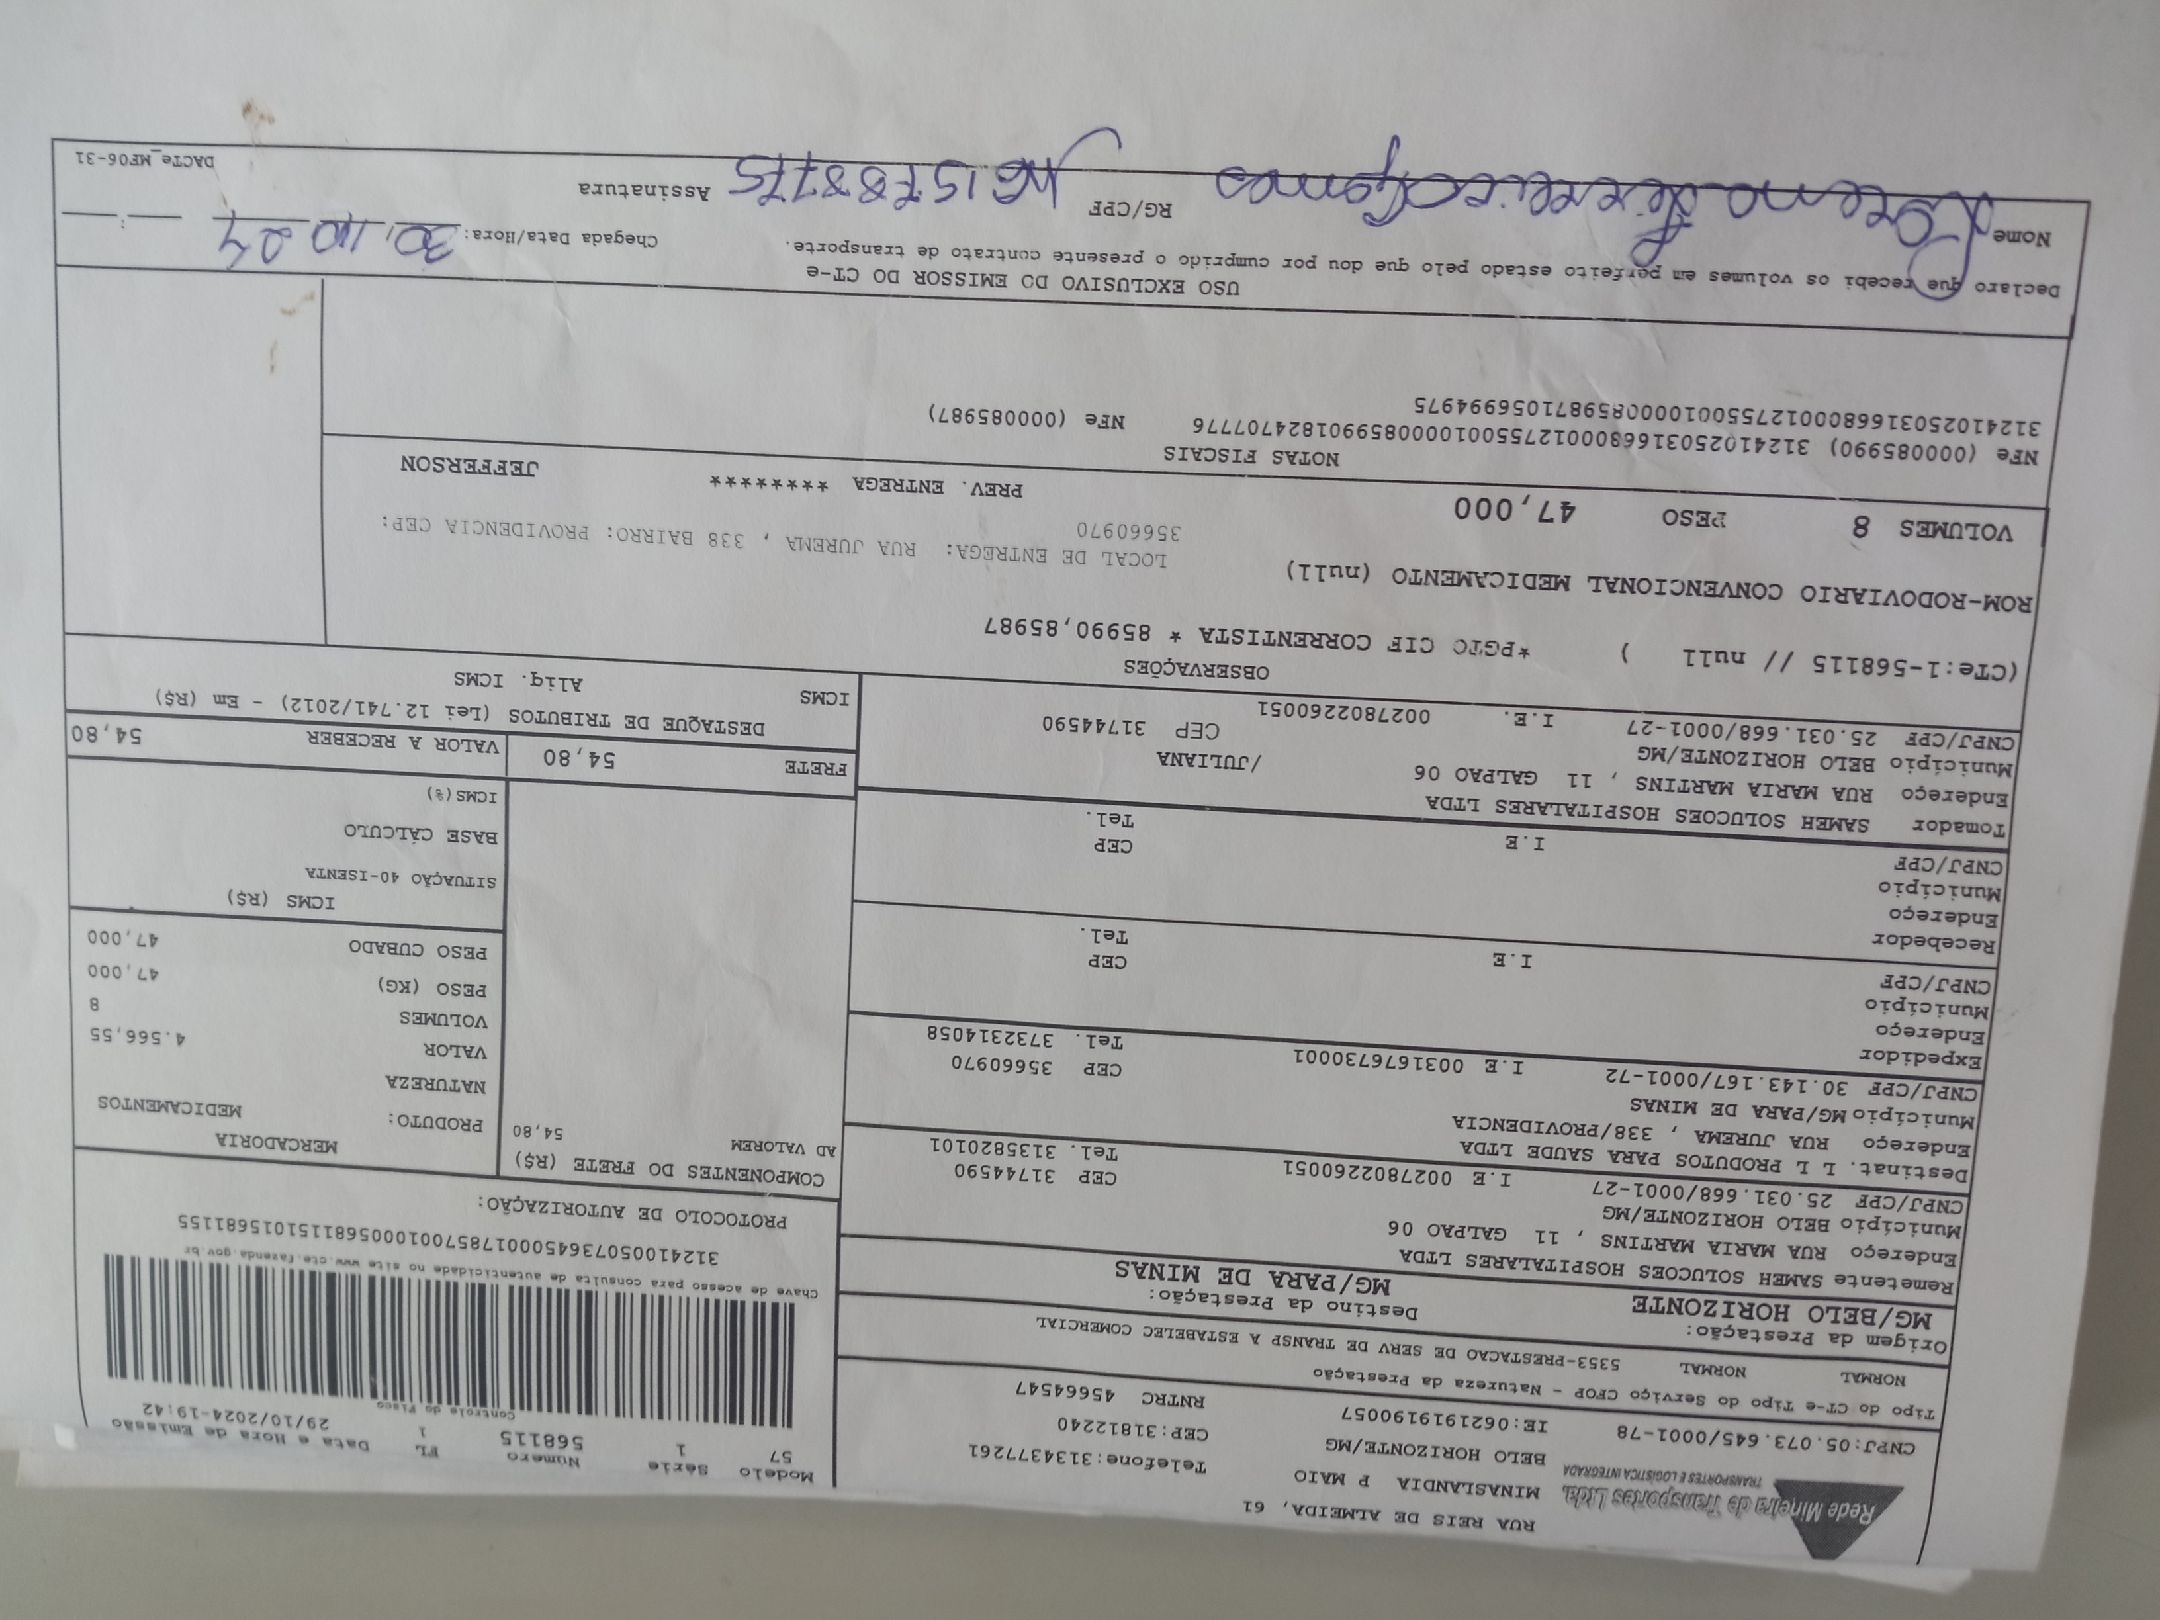 Rede Mineira de Transportes Ltda.
TRANSPORTES E LOGÍSTICA INTEGRADA
RUA REIS DE ALMEIDA, 61
MINASLANDIA P MAIO
Telefone:3134377261
BELO HORIZONTE/MG
CEP:31812240
CNPJ:05.073.645/0001-78 IE:0621919190057 RNTRC 45664547
Modelo Série Número FL Data e Hora de Emissão
57 1 568115 1 29/10/2024-19:42
Controle do Fisco
Tipo do CT-e Tipo do Serviço CFOP - Natureza da Prestação
NORMAL NORMAL 5353-PRESTACAO DE SERV DE TRANSP A ESTABELEC COMERCIAL
Origem da Prestação: Destino da Prestação:
MG/BELO HORIZONTE MG/PARA DE MINAS
Chave de acesso para consulta de autenticidade no site www.cte.fazenda.gov.br
31241005073645000178570010005681151015681155
PROTOCOLO DE AUTORIZAÇÃO:
Remetente SAMEH SOLUCOES HOSPITALARES LTDA
Endereço RUA MARIA MARTINS , 11 GALPAO 06
Município BELO HORIZONTE/MG CEP 31744590
CNPJ/CPF 25.031.668/0001-27 I.E 0027802260051 Tel. 3135820101
Destinat. L L PRODUTOS PARA SAUDE LTDA
Endereço RUA JUREMA , 338/PROVIDENCIA
Município MG/PARA DE MINAS CEP 35660970
CNPJ/CPF 30.143.167/0001-72 I.E 0031676730001 Tel. 3732314058
Expedidor
Endereço
Município CEP
CNPJ/CPF I.E Tel.
Recebedor
Endereço
Município CEP
CNPJ/CPF I.E Tel.
Tomador SAMEH SOLUCOES HOSPITALARES LTDA
Endereço RUA MARIA MARTINS , 11 GALPAO 06 /JULIANA
Município BELO HORIZONTE/MG CEP 31744590
CNPJ/CPF 25.031.668/0001-27 I.E. 0027802260051
COMPONENTES DO FRETE (R$)
AD VALOREM 54,80
MERCADORIA
PRODUTO: MEDICAMENTOS
NATUREZA
VALOR 4.566,55
VOLUMES 8
PESO (KG) 47,000
PESO CUBADO 47,000
ICMS (R$)
SITUAÇÃO 40-ISENTA
BASE CÁLCULO
ICMS(%)
FRETE 54,80 VALOR A RECEBER 54,80
DESTAQUE DE TRIBUTOS (Lei 12.741/2012) - Em (R$)
ICMS Aliq. ICMS
OBSERVAÇÕES
(CTe:1-568115 // null ) *PGTO CIF CORRENTISTA * 85990,85987
ROM-RODOVIARIO CONVENCIONAL MEDICAMENTO (null)
LOCAL DE ENTREGA: RUA JUREMA , 338 BAIRRO: PROVIDENCIA CEP:
35660970
VOLUMES 8 PESO 47,000 PREV. ENTREGA ******** JEFFERSON
NOTAS FISCAIS
NFe (000085990) 31241025031668000127550010000859901824707776 NFe (000085987)
31241025031668000127550010000859871056994975
USO EXCLUSIVO DO EMISSOR DO CT-e
Declaro que recebi os volumes em perfeito estado pelo que dou por cumprido o presente contrato de transporte.
Chegada Data/Hora: 30 10 24 __:__
Nome RG/CPF MG 15788775 Assinatura
DACTe_MF06-31